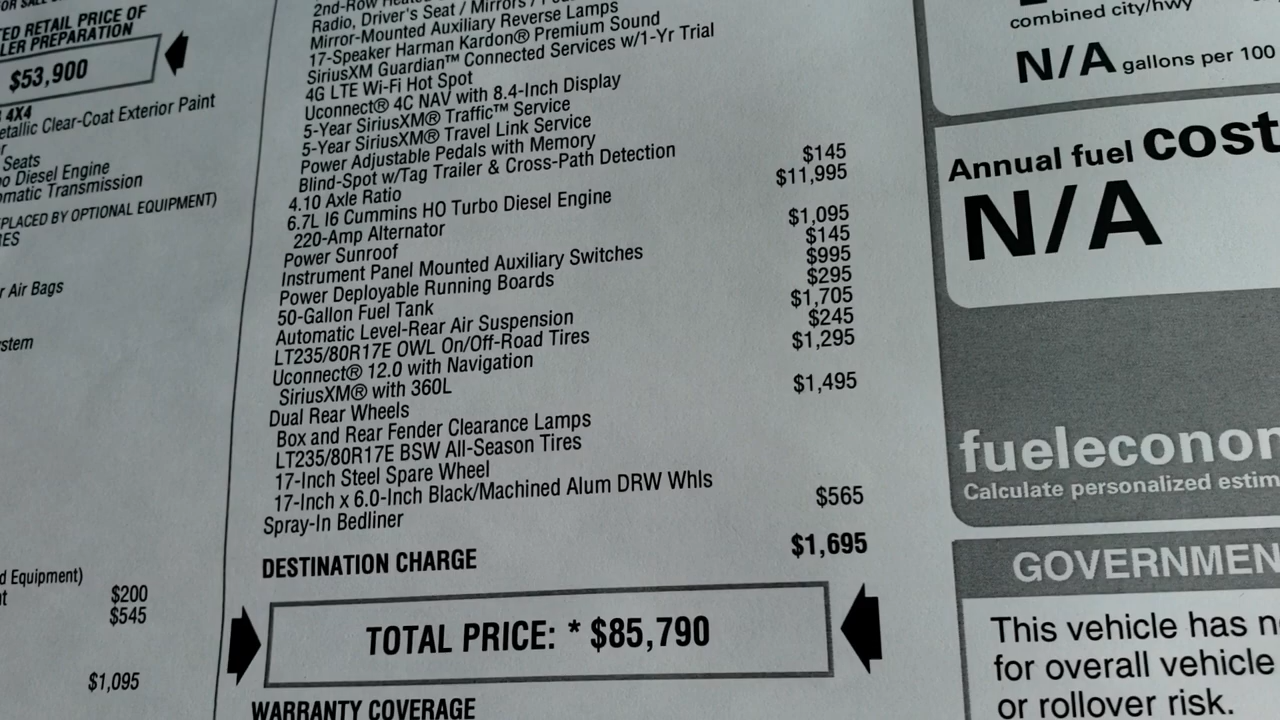 TED RETAIL PRICE OF
LER PREPARATION
$53,900
4X4
etallic Clear-Coat Exterior Paint
r
Seats
o Diesel Engine
omatic Transmission
PLACED BY OPTIONAL EQUIPMENT)
ES
r Air Bags
stem
d Equipment)
t $200
$545
$1,095
2nd-Row Heated
Radio, Driver's Seat / Mirrors /
Mirror-Mounted Auxiliary Reverse Lamps
17-Speaker Harman Kardon® Premium Sound
SiriusXM Guardian™ Connected Services w/1-Yr Trial
4G LTE Wi-Fi Hot Spot
Uconnect® 4C NAV with 8.4-Inch Display
5-Year SiriusXM® Traffic™ Service
5-Year SiriusXM® Travel Link Service
Power Adjustable Pedals with Memory
Blind-Spot w/Tag Trailer & Cross-Path Detection
4.10 Axle Ratio $145
6.7L I6 Cummins HO Turbo Diesel Engine $11,995
220-Amp Alternator
Power Sunroof $1,095
Instrument Panel Mounted Auxiliary Switches $145
Power Deployable Running Boards $995
50-Gallon Fuel Tank $295
Automatic Level-Rear Air Suspension $1,705
LT235/80R17E OWL On/Off-Road Tires $245
Uconnect® 12.0 with Navigation $1,295
SiriusXM® with 360L
Dual Rear Wheels $1,495
Box and Rear Fender Clearance Lamps
LT235/80R17E BSW All-Season Tires
17-Inch Steel Spare Wheel
17-Inch x 6.0-Inch Black/Machined Alum DRW Whls
Spray-In Bedliner $565
DESTINATION CHARGE $1,695
TOTAL PRICE: * $85,790
WARRANTY COVERAGE
combined city/hwy
N/A gallons per 100
Annual fuel cost
N/A
fueleconom
Calculate personalized estim
GOVERNMEN
This vehicle has n
for overall vehicle
or rollover risk.